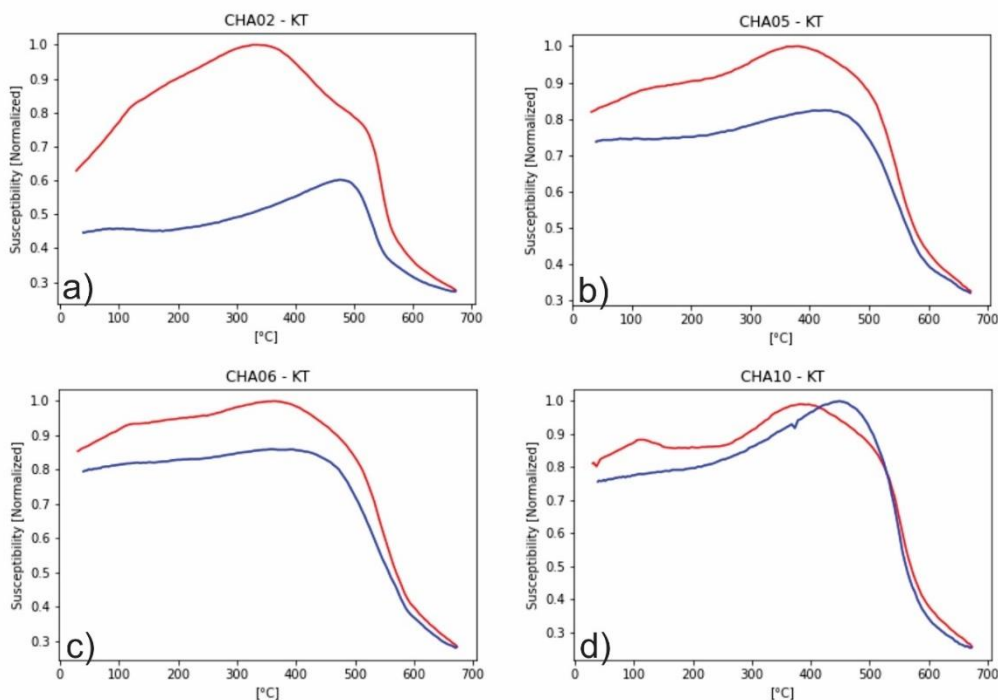 CHA02 - KT
Susceptibility [Normalized]
1.0
0.9
0.8
0.7
0.6
0.5
0.4
0.3
a)
0 100 200 300 400 500 600 700
[°C]
CHA05 - KT
Susceptibility [Normalized]
1.0
0.9
0.8
0.7
0.6
0.5
0.4
0.3
b)
0 100 200 300 400 500 600 700
[°C]
CHA06 - KT
Susceptibility [Normalized]
1.0
0.9
0.8
0.7
0.6
0.5
0.4
0.3
c)
0 100 200 300 400 500 600 700
[°C]
CHA10 - KT
Susceptibility [Normalized]
1.0
0.9
0.8
0.7
0.6
0.5
0.4
0.3
d)
0 100 200 300 400 500 600 700
[°C]